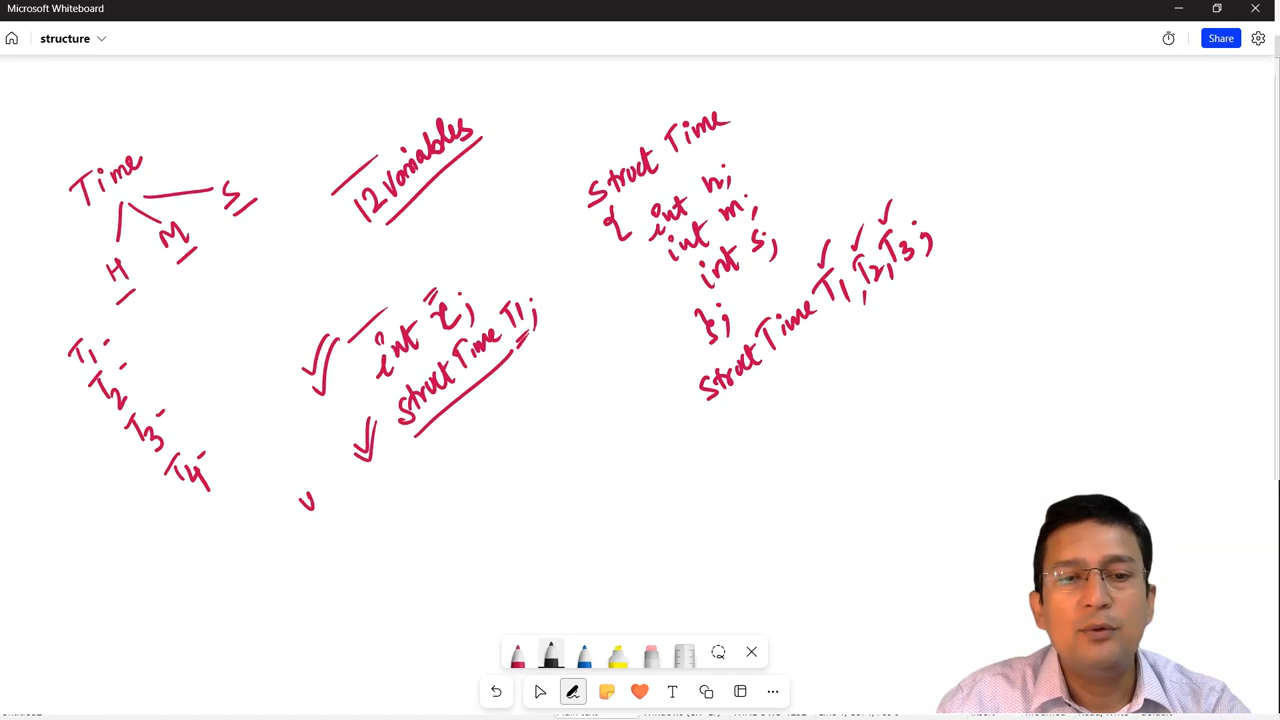 Microsoft Whiteboard
structure
Share
Time
H
M
S
T1
T2
T3
T4
12 Variables
int t;
struct Time T1;
struct Time
{ int h;
int m;
int s;
};
struct Time T1, T2, T3;